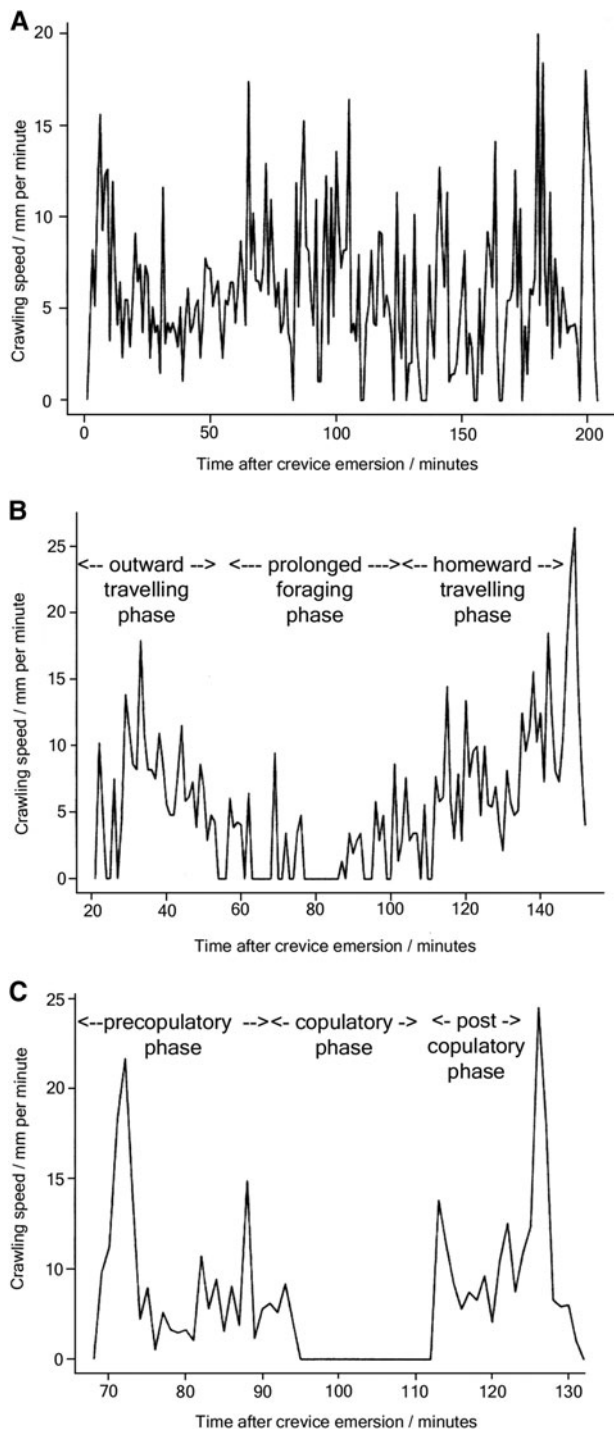 A
20
15
10
5
0
Crawling speed / mm per minute
0 50 100 150 200
Time after crevice emersion / minutes
B
<--- outward --> <--- prolonged ---> <--- homeward --->
travelling foraging travelling
phase phase phase
25
20
15
10
5
0
Crawling speed / mm per minute
20 40 60 80 100 120 140
Time after crevice emersion / minutes
C
<--precopulatory --> <- copulatory -> <- post ->
phase phase copulatory
phase
25
20
15
10
0
Crawling speed / mm per minute
70 80 90 100 110 120 130
Time after crevice emersion / minutes